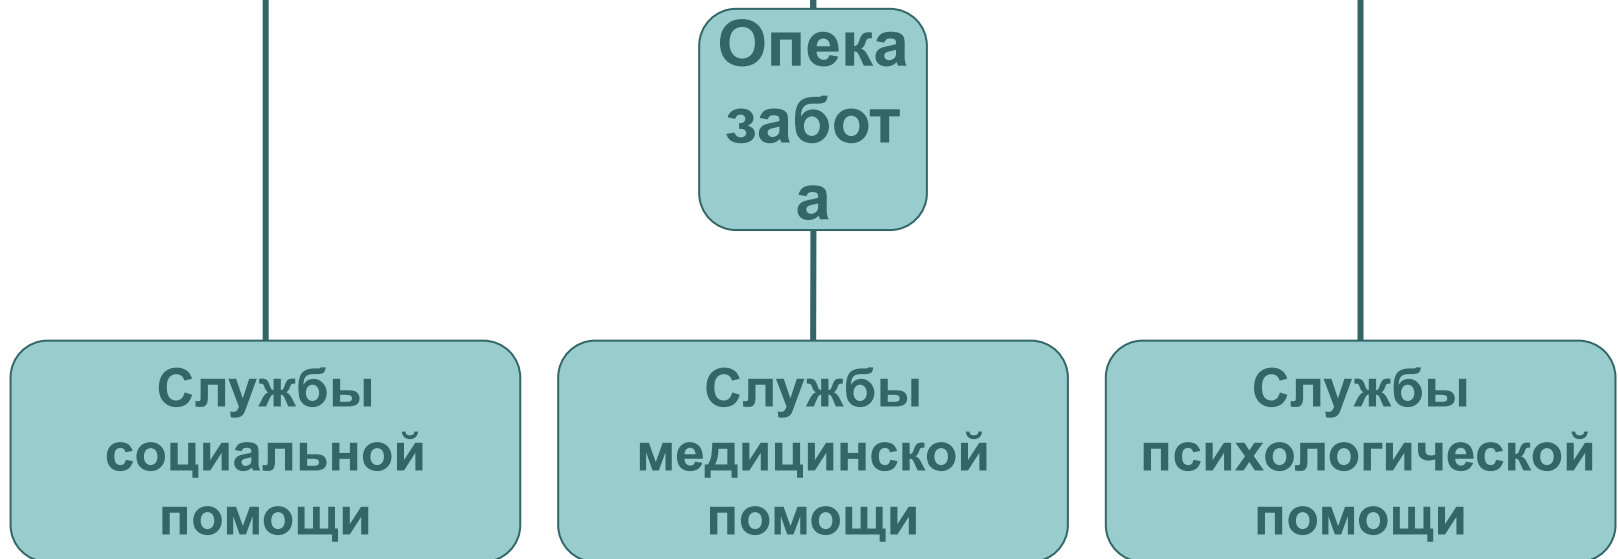 Опека
забот
а
Службы
социальной
помощи
Службы
медицинской
помощи
Службы
психологической
помощи